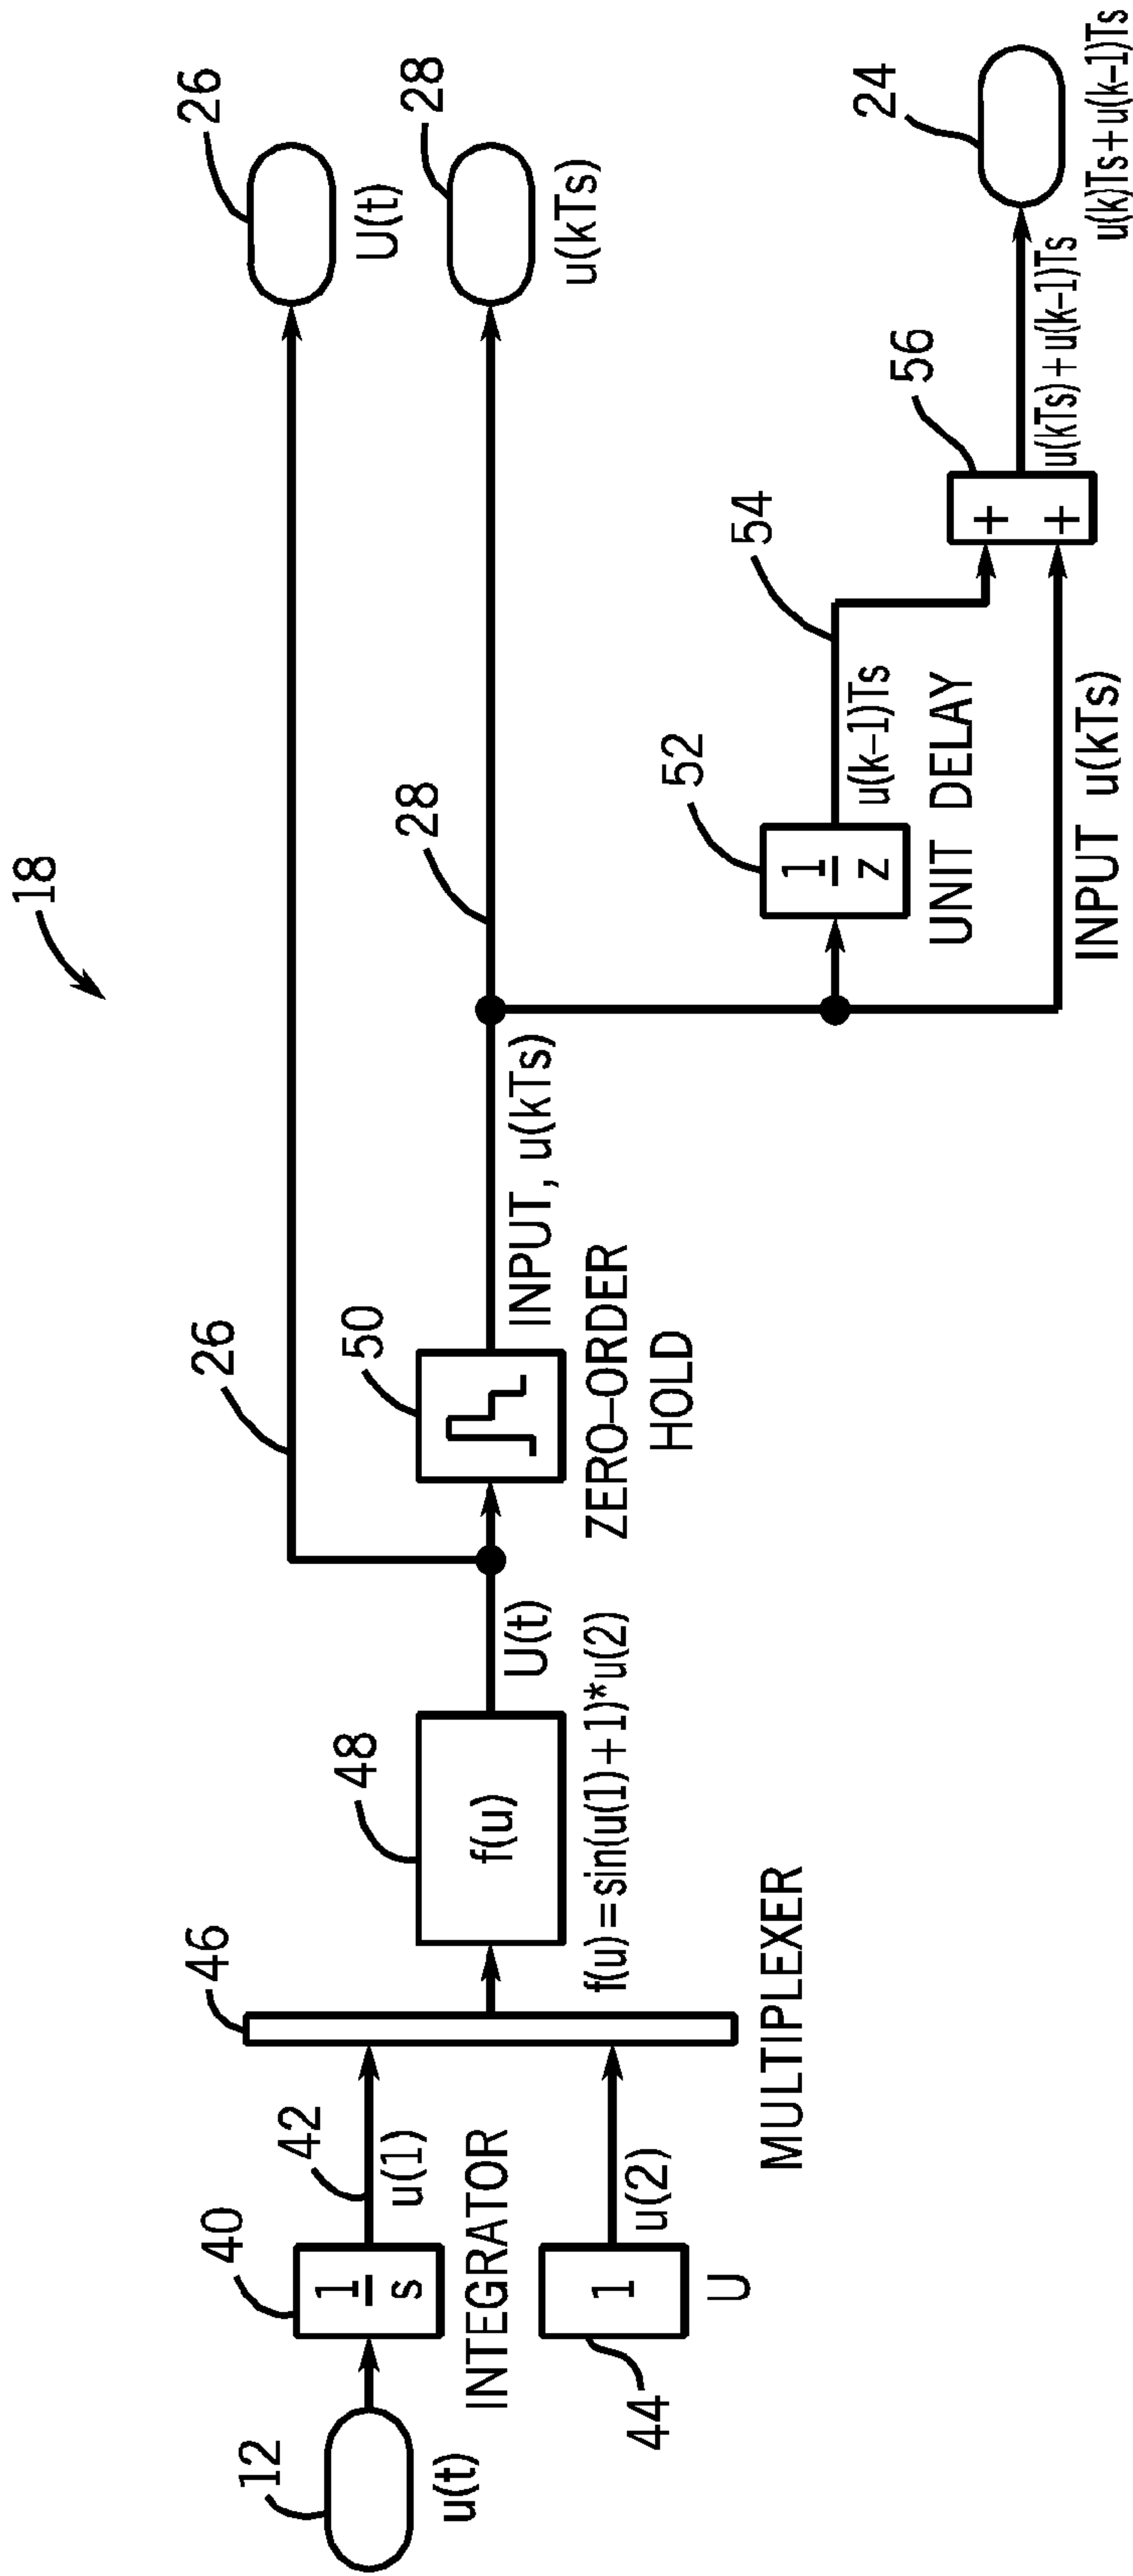 18
26
U(t)
28
u(kTs)
24
u(k)Ts+u(k-1)Ts
26
28
12
u(t)
40
1
s
INTEGRATOR
42
u(1)
44
1
U
u(2)
46
MULTIPLEXER
48
f(u)
f(u)=sin(u(1)+1)*u(2)
U(t)
50
ZERO-ORDER
HOLD
INPUT, u(kTs)
52
1
z
UNIT DELAY
u(k-1)Ts
54
INPUT u(kTs)
56
+
+
u(kTs)+u(k-1)Ts